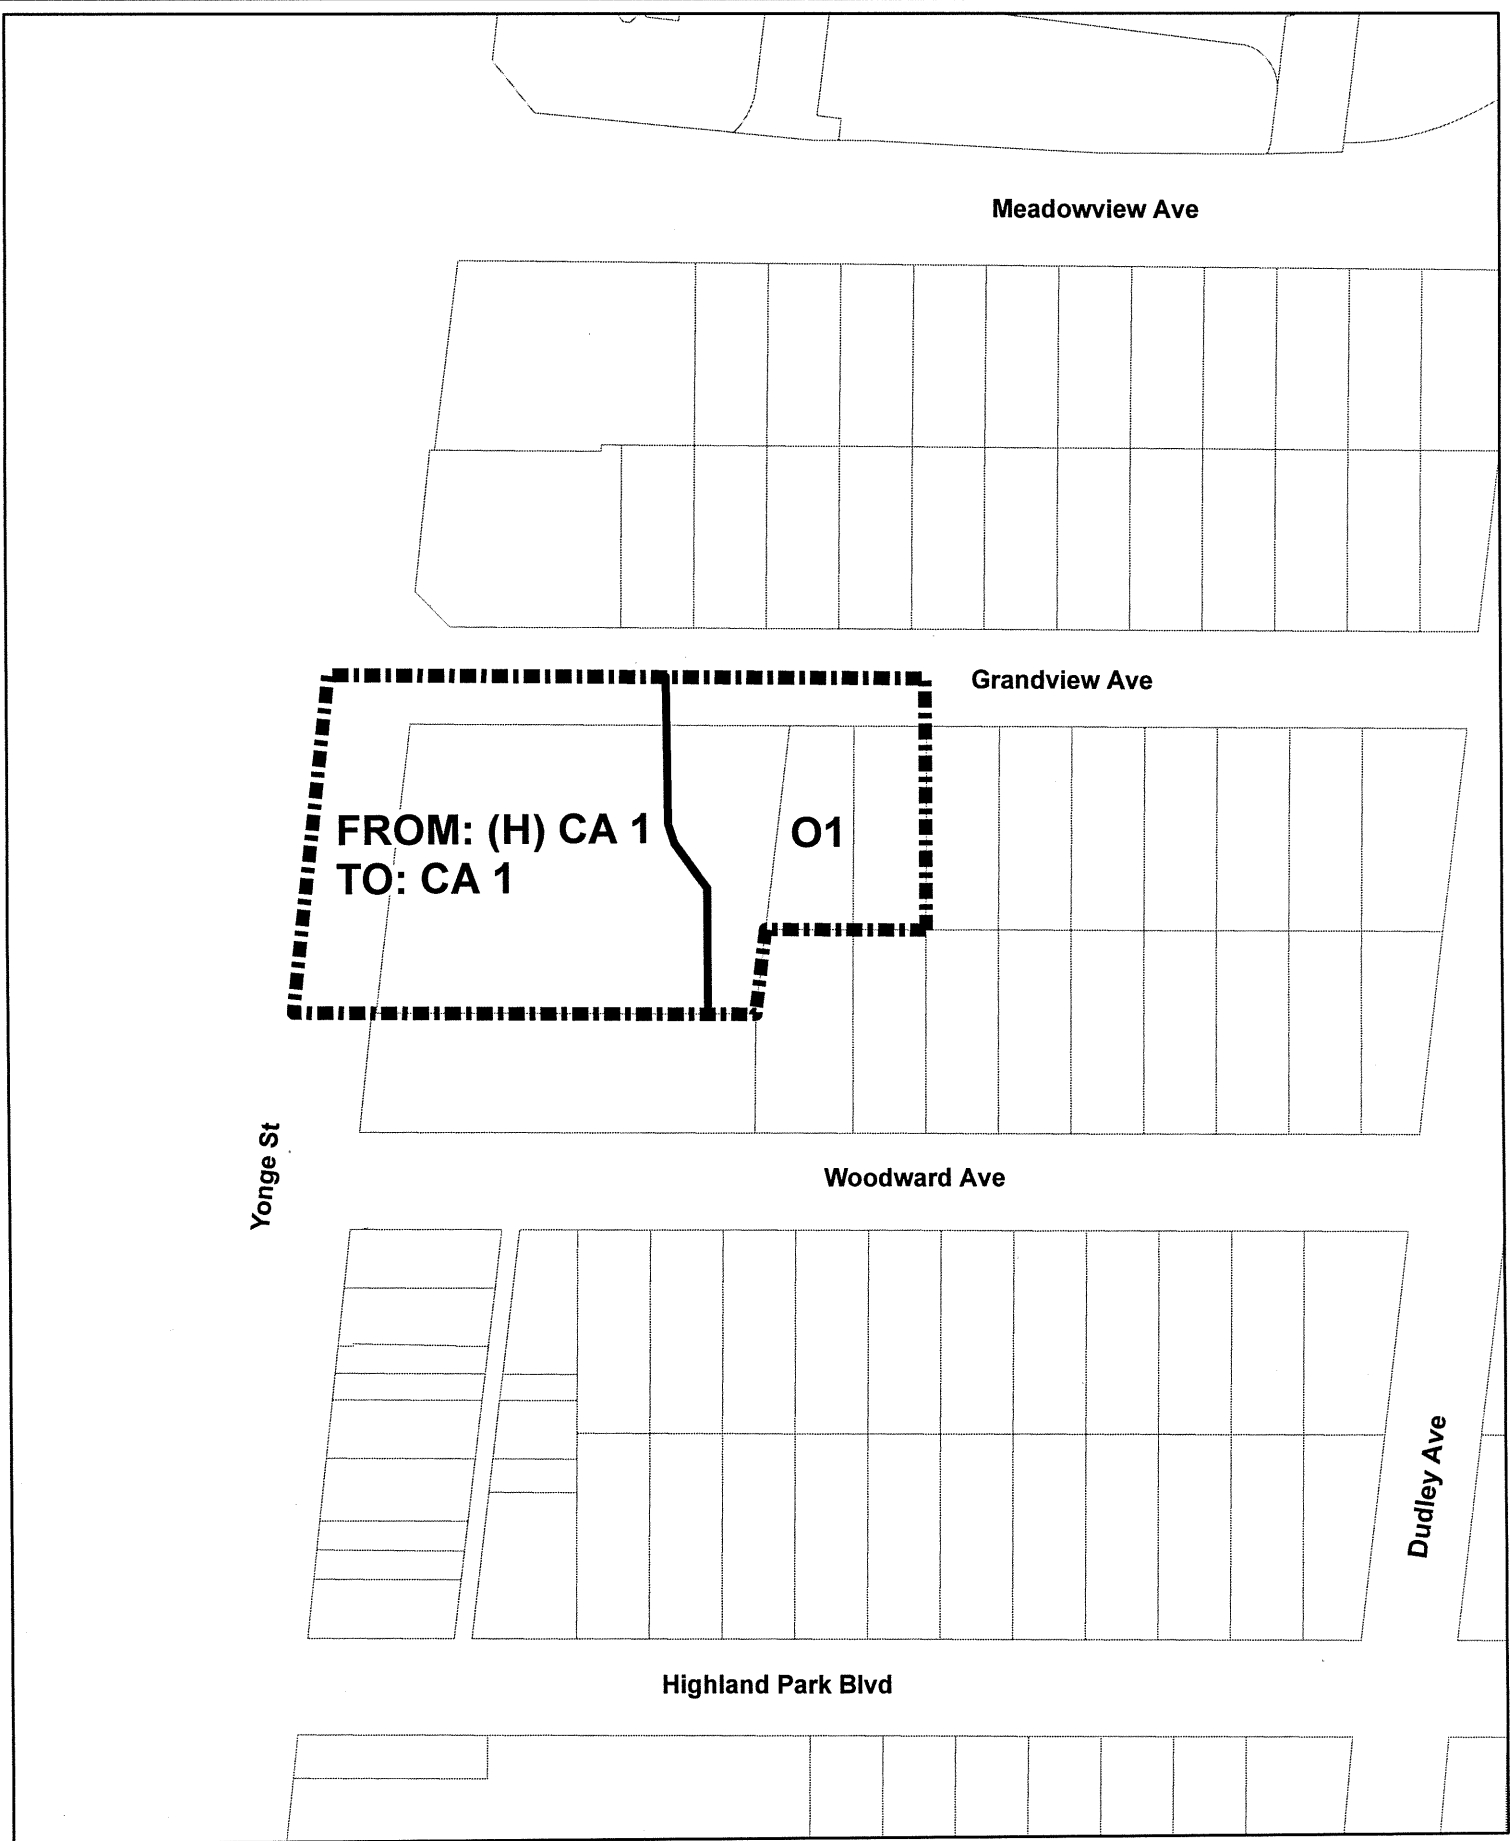 Meadowview Ave
Grandview Ave
FROM: (H) CA 1
TO: CA 1
O1
Yonge St
Woodward Ave
Dudley Ave
Highland Park Blvd